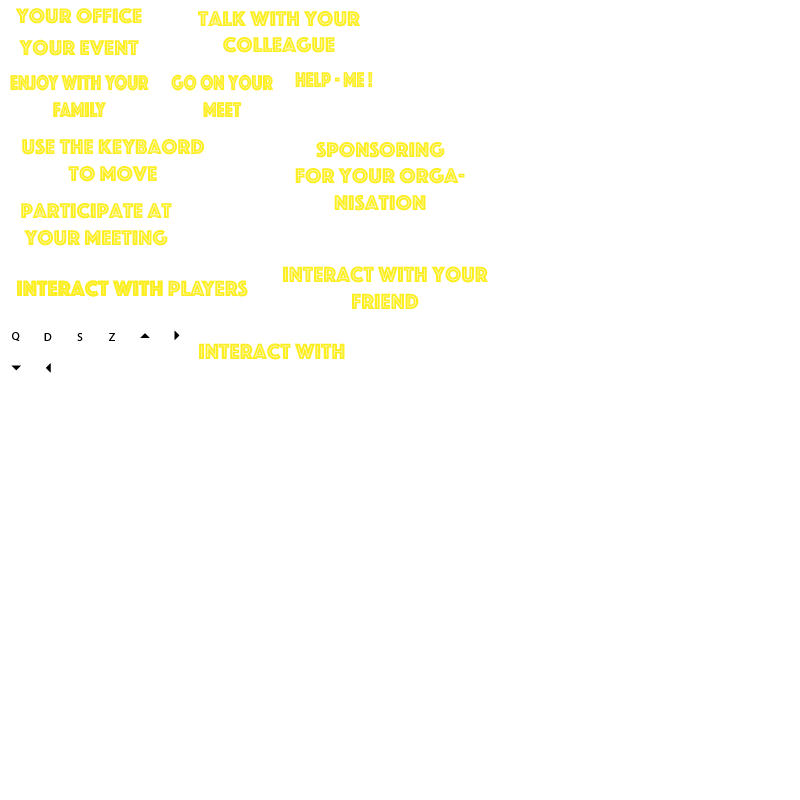 YOUR OFFICE
TALK WITH YOUR
COLLEAGUE
YOUR EVENT
ENJOY WITH YOUR
FAMILY
GO ON YOUR
MEET
HELP - ME !
USE THE KEYBAORD
TO MOVE
SPONSORING
FOR YOUR ORGA-
NISATION
PARTICIPATE AT
YOUR MEETING
INTERACT WITH PLAYERS
INTERACT WITH YOUR
FRIEND
Q D S Z
INTERACT WITH